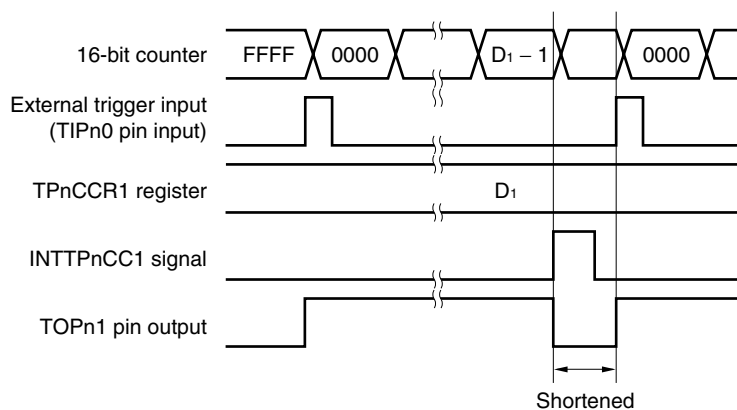 16-bit counter FFFF 0000 D1 – 1 0000
External trigger input
(TIPn0 pin input)
TPnCCR1 register D1
INTTPnCC1 signal
TOPn1 pin output
Shortened